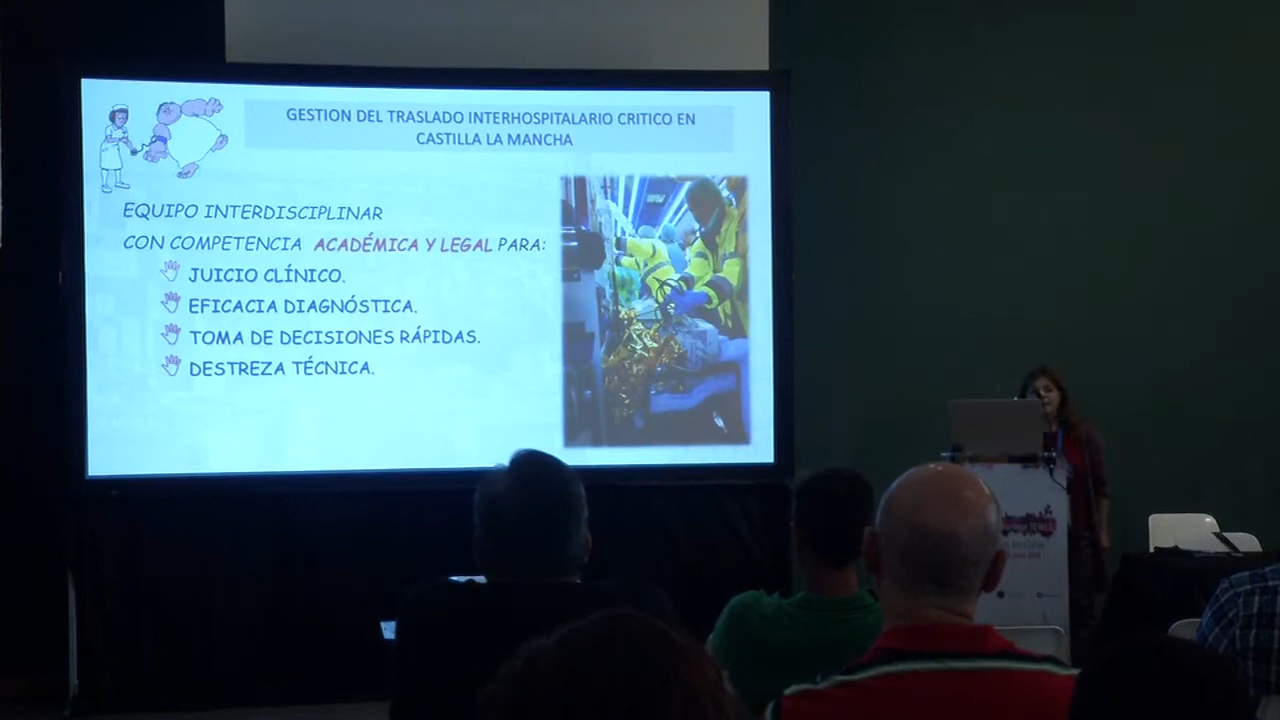 GESTION DEL TRASLADO INTERHOSPITALARIO CRITICO EN
CASTILLA LA MANCHA
EQUIPO INTERDISCIPLINAR
CON COMPETENCIA ACADÉMICA Y LEGAL PARA:
JUICIO CLÍNICO.
EFICACIA DIAGNÓSTICA.
TOMA DE DECISIONES RÁPIDAS.
DESTREZA TÉCNICA.